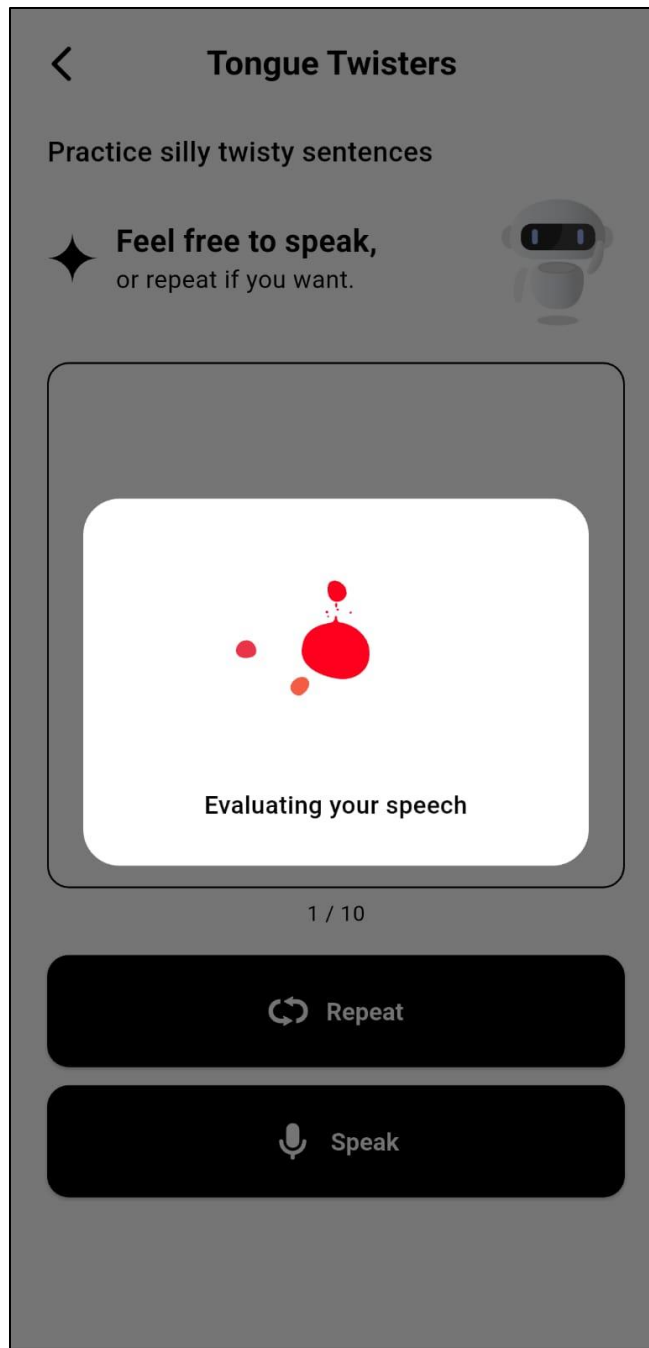 Tongue Twisters
Practice silly twisty sentences
Feel free to speak,
or repeat if you want.
Evaluating your speech
1 / 10
Repeat
Speak